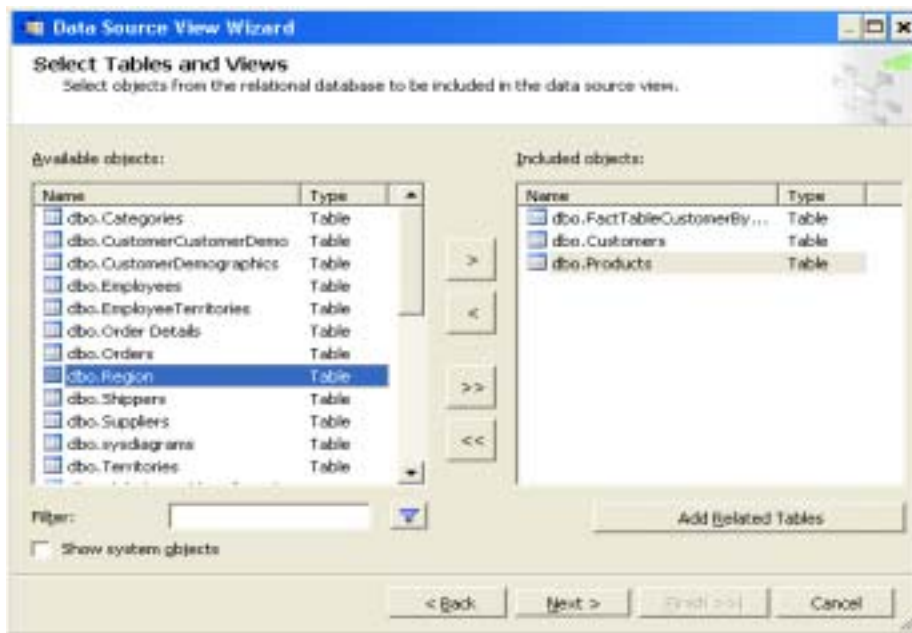 Data Source View Wizard
Select Tables and Views
Select objects from the relational database to be included in the data source view.
Available objects:
Name Type
dbo.Categories Table
dbo.CustomerCustomerDemo Table
dbo.CustomerDemographics Table
dbo.Employees Table
dbo.EmployeeTerritories Table
dbo.Order Details Table
dbo.Orders Table
dbo.Region Table
dbo.Shippers Table
dbo.Suppliers Table
dbo.sysdiagrams Table
dbo.Territories Table
>
<
>>
<<
Included objects:
Name Type
dbo.FactTableCustomerBy... Table
dbo.Customers Table
dbo.Products Table
Filter:
Add Related Tables
Show system objects
< Back Next > Finish >>| Cancel